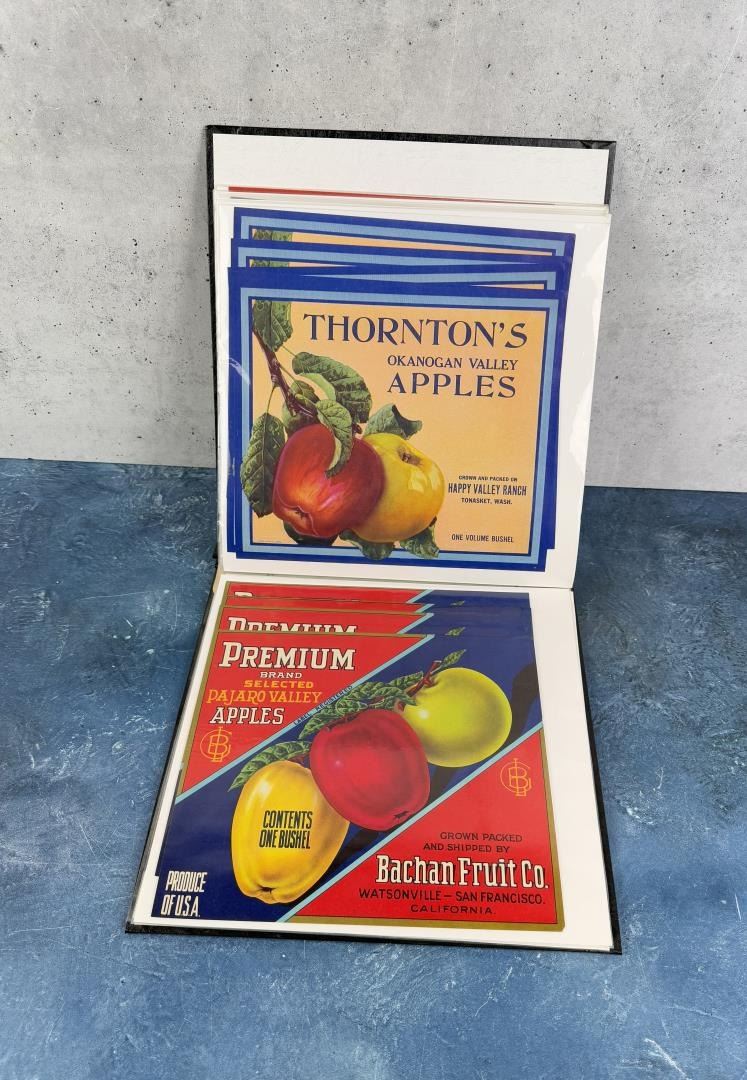 THORNTON'S
OKANOGAN VALLEY
APPLES
GROWN AND PACKED ON
HAPPY VALLEY RANCH
TONASKET, WASH.
ONE VOLUME BUSHEL
PREMIUM
PREMIUM
BRAND
SELECTED
PAJARO VALLEY
APPLES
LABEL REGISTERED
CONTENTS
ONE BUSHEL
GROWN PACKED
AND SHIPPED BY
Bachan Fruit Co.
WATSONVILLE – SAN FRANCISCO.
CALIFORNIA.
PRODUCE
OF U.S.A.